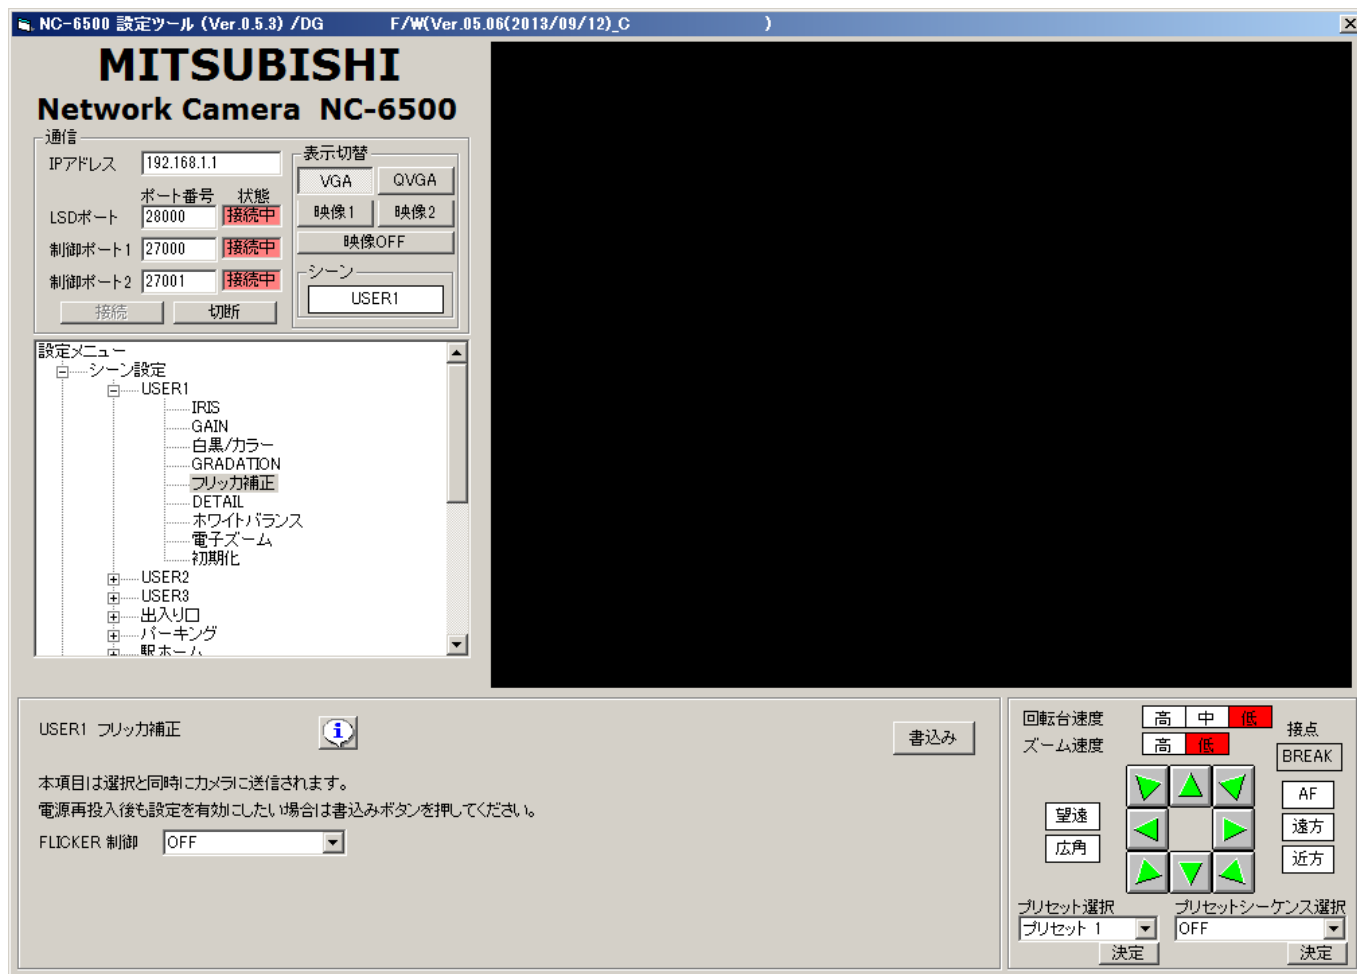 NC-6500 設定ツール (Ver.0.5.3) /DG F/W(Ver.05.06(2013/09/12)_C )
MITSUBISHI
Network Camera NC-6500
通信
IPアドレス 192.168.1.1
ポート番号 状態
LSDポート 28000 接続中
制御ポート1 27000 接続中
制御ポート2 27001 接続中
接続 切断
表示切替
VGA QVGA
映像1 映像2
映像OFF
シーン
USER1
設定メニュー
シーン設定
USER1
IRIS
GAIN
白黒/カラー
GRADATION
フリッカ補正
DETAIL
ホワイトバランス
電子ズーム
初期化
USER2
USER3
出入り口
パーキング
駅ホーム
USER1 フリッカ補正
書込み
本項目は選択と同時にカメラに送信されます。
電源再投入後も設定を有効にしたい場合は書込みボタンを押してください。
FLICKER 制御 OFF
回転台速度 高 中 低
ズーム速度 高 低
接点
BREAK
望遠
広角
AF
遠方
近方
プリセット選択
プリセット 1
決定
プリセットシーケンス選択
OFF
決定